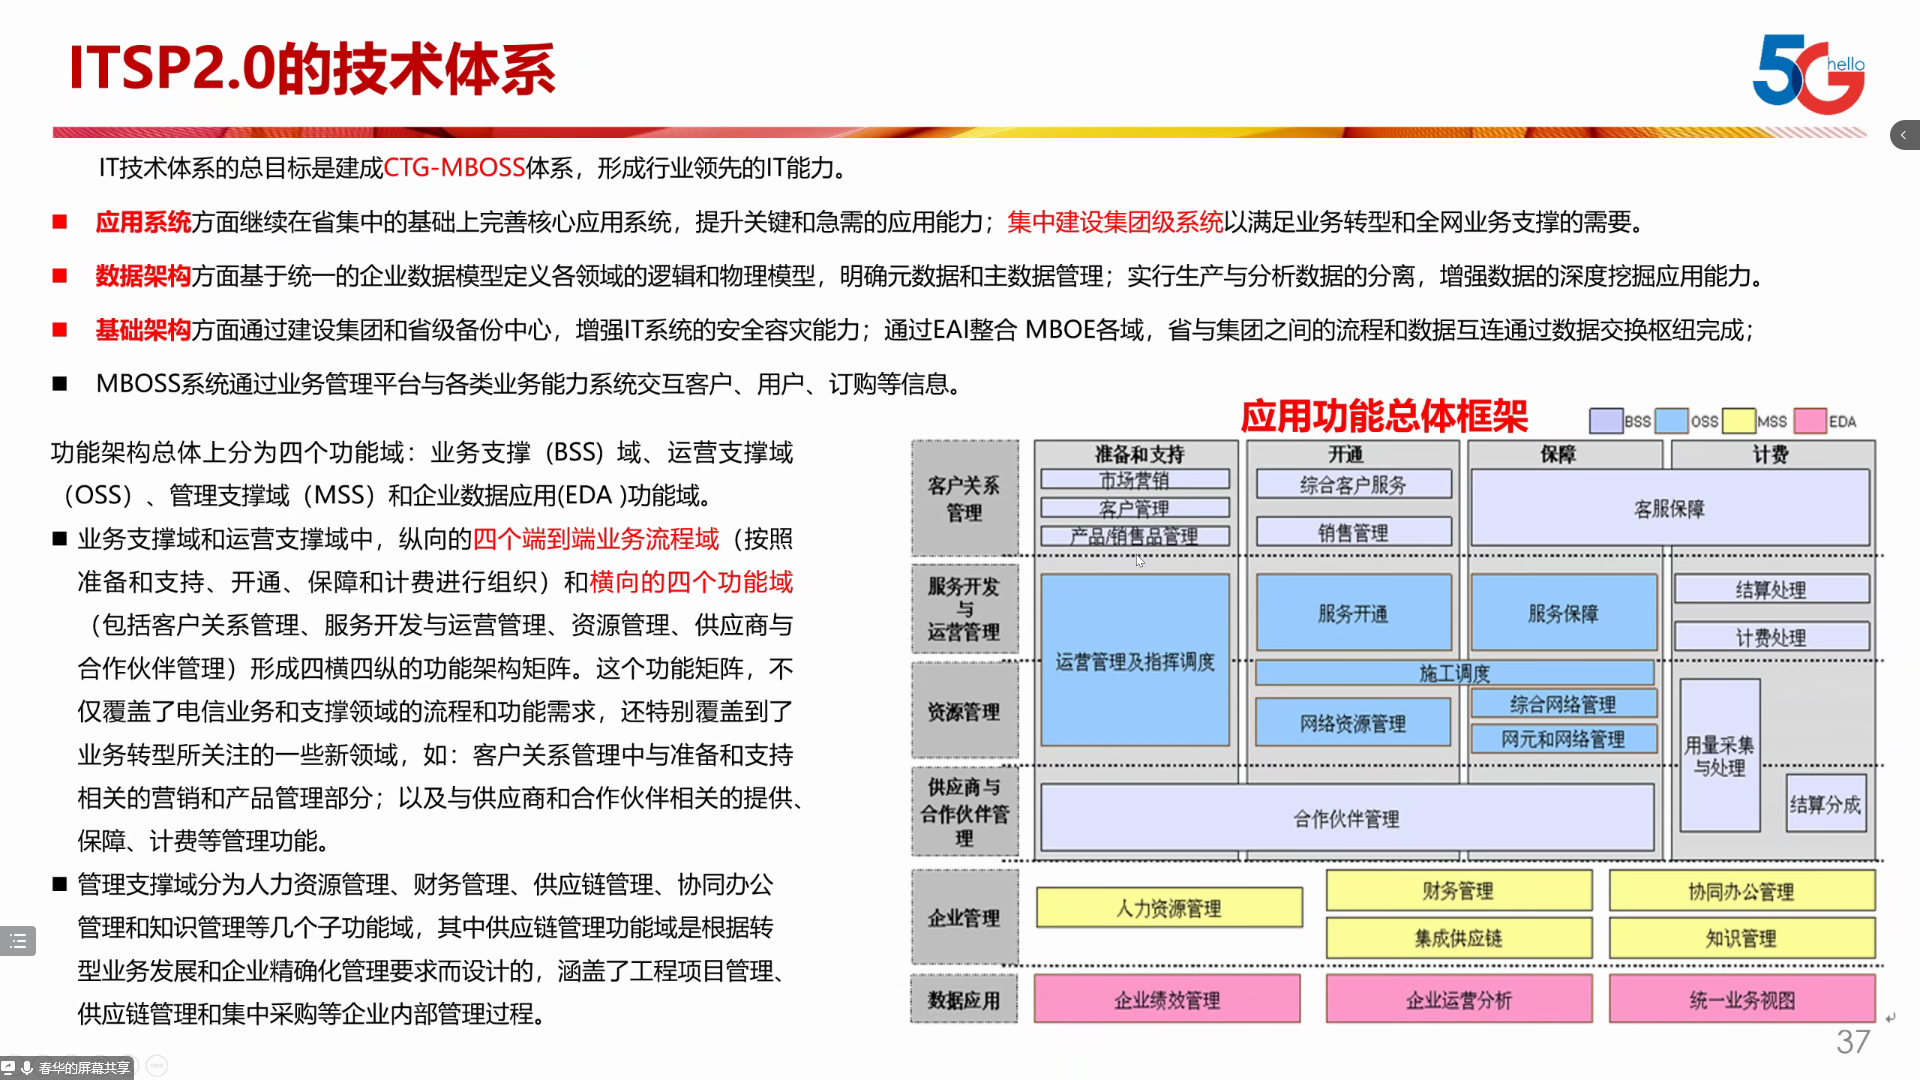 ITSP2.0的技术体系
5G hello
IT技术体系的总目标是建成CTG-MBOSS体系，形成行业领先的IT能力。
应用系统方面继续在省集中的基础上完善核心应用系统，提升关键和急需的应用能力；集中建设集团级系统以满足业务转型和全网业务支撑的需要。
数据架构方面基于统一的企业数据模型定义各领域的逻辑和物理模型，明确元数据和主数据管理；实行生产与分析数据的分离，增强数据的深度挖掘应用能力。
基础架构方面通过建设集团和省级备份中心，增强IT系统的安全容灾能力；通过EAI整合 MBOE各域，省与集团之间的流程和数据互连通过数据交换枢纽完成；
MBOSS系统通过业务管理平台与各类业务能力系统交互客户、用户、订购等信息。
功能架构总体上分为四个功能域：业务支撑（BSS）域、运营支撑域
（OSS）、管理支撑域（MSS）和企业数据应用(EDA )功能域。
业务支撑域和运营支撑域中，纵向的四个端到端业务流程域（按照
准备和支持、开通、保障和计费进行组织）和横向的四个功能域
（包括客户关系管理、服务开发与运营管理、资源管理、供应商与
合作伙伴管理）形成四横四纵的功能架构矩阵。这个功能矩阵，不
仅覆盖了电信业务和支撑领域的流程和功能需求，还特别覆盖到了
业务转型所关注的一些新领域，如：客户关系管理中与准备和支持
相关的营销和产品管理部分；以及与供应商和合作伙伴相关的提供、
保障、计费等管理功能。
管理支撑域分为人力资源管理、财务管理、供应链管理、协同办公
管理和知识管理等几个子功能域，其中供应链管理功能域是根据转
型业务发展和企业精确化管理要求而设计的，涵盖了工程项目管理、
供应链管理和集中采购等企业内部管理过程。
应用功能总体框架
BSS OSS MSS EDA
准备和支持 开通 保障 计费
客户关系
管理
市场营销
客户管理
产品/销售品管理
综合客户服务
销售管理
客服保障
服务开发
与
运营管理
运营管理及指挥调度
服务开通
服务保障
结算处理
计费处理
资源管理
施工调度
网络资源管理
综合网络管理
网元和网络管理
用量采集
与处理
结算分成
供应商与
合作伙伴管
理
合作伙伴管理
企业管理
人力资源管理
财务管理
协同办公管理
集成供应链
知识管理
数据应用
企业绩效管理
企业运营分析
统一业务视图
37
春华的屏幕共享